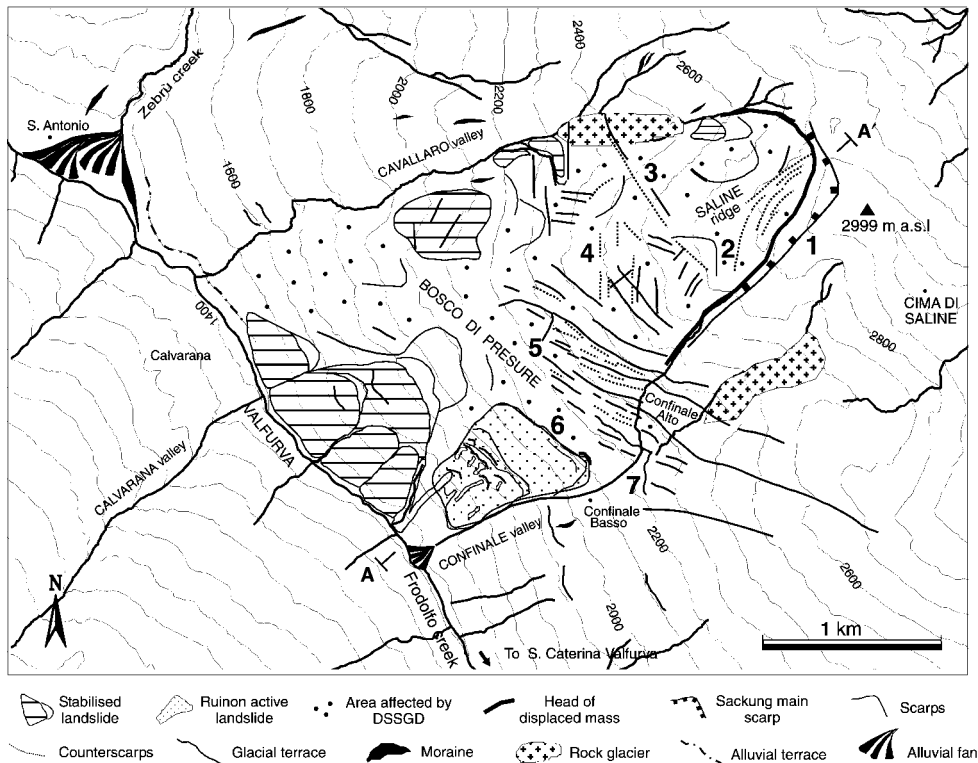 2400
2600
2000
2200
1800
Zebrù creek
S. Antonio
CAVALLARO valley
A'
1600
3
SALINE
ridge
2999 m a.s.l
4
2
1
BOSCO DI PRESURE
CIMA DI
SALINE
1400
2800
Calvarana
5
Confinale
Alto
VALFURVA
6
CALVARANA valley
7
Confinale
Basso
CONFINALE valley
2200
A
2600
N
Frodolfo creek
2000
1 km
To S. Caterina Valfurva
Stabilised
landslide
Ruinon active
landslide
Area affected by
DSSGD
Head of
displaced mass
Sackung main
scarp
Scarps
Counterscarps
Glacial terrace
Moraine
Rock glacier
Alluvial terrace
Alluvial fan